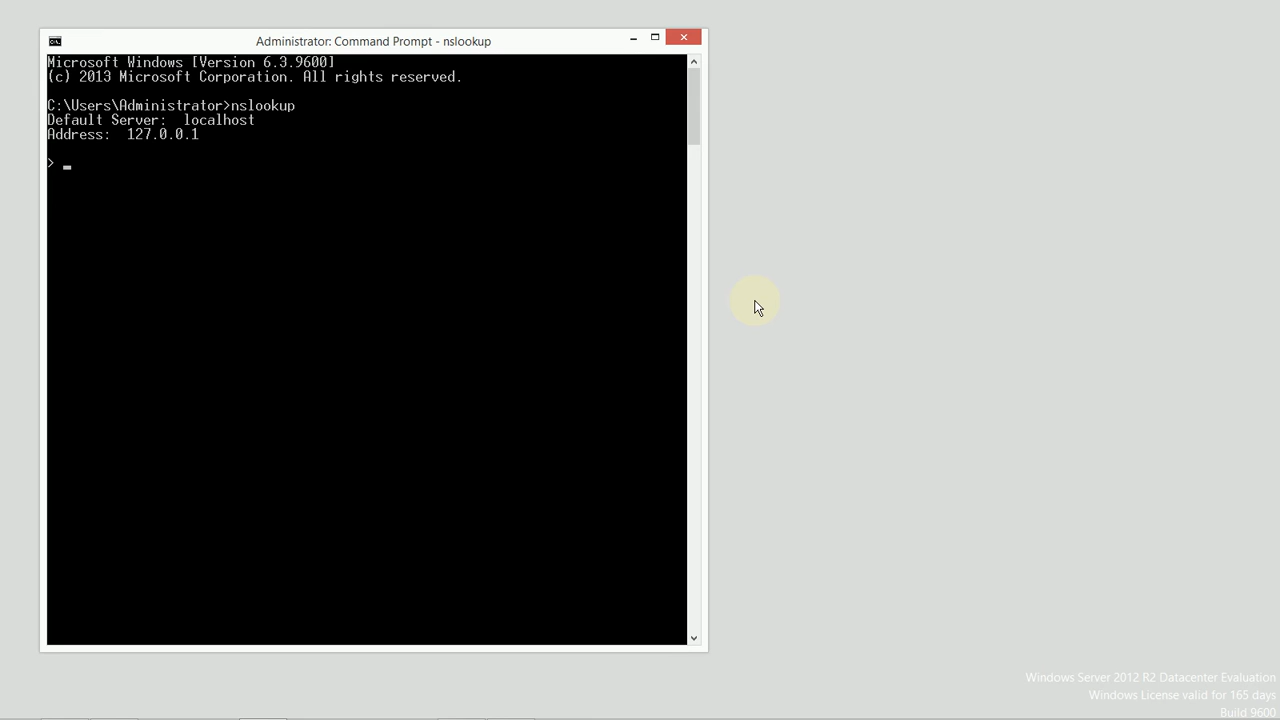 Administrator: Command Prompt - nslookup
Microsoft Windows [Version 6.3.9600]
(c) 2013 Microsoft Corporation. All rights reserved.
C:\Users\Administrator>nslookup
Default Server:  localhost
Address:  127.0.0.1
>
Windows Server 2012 R2 Datacenter Evaluation
Windows License valid for 165 days
Build 9600